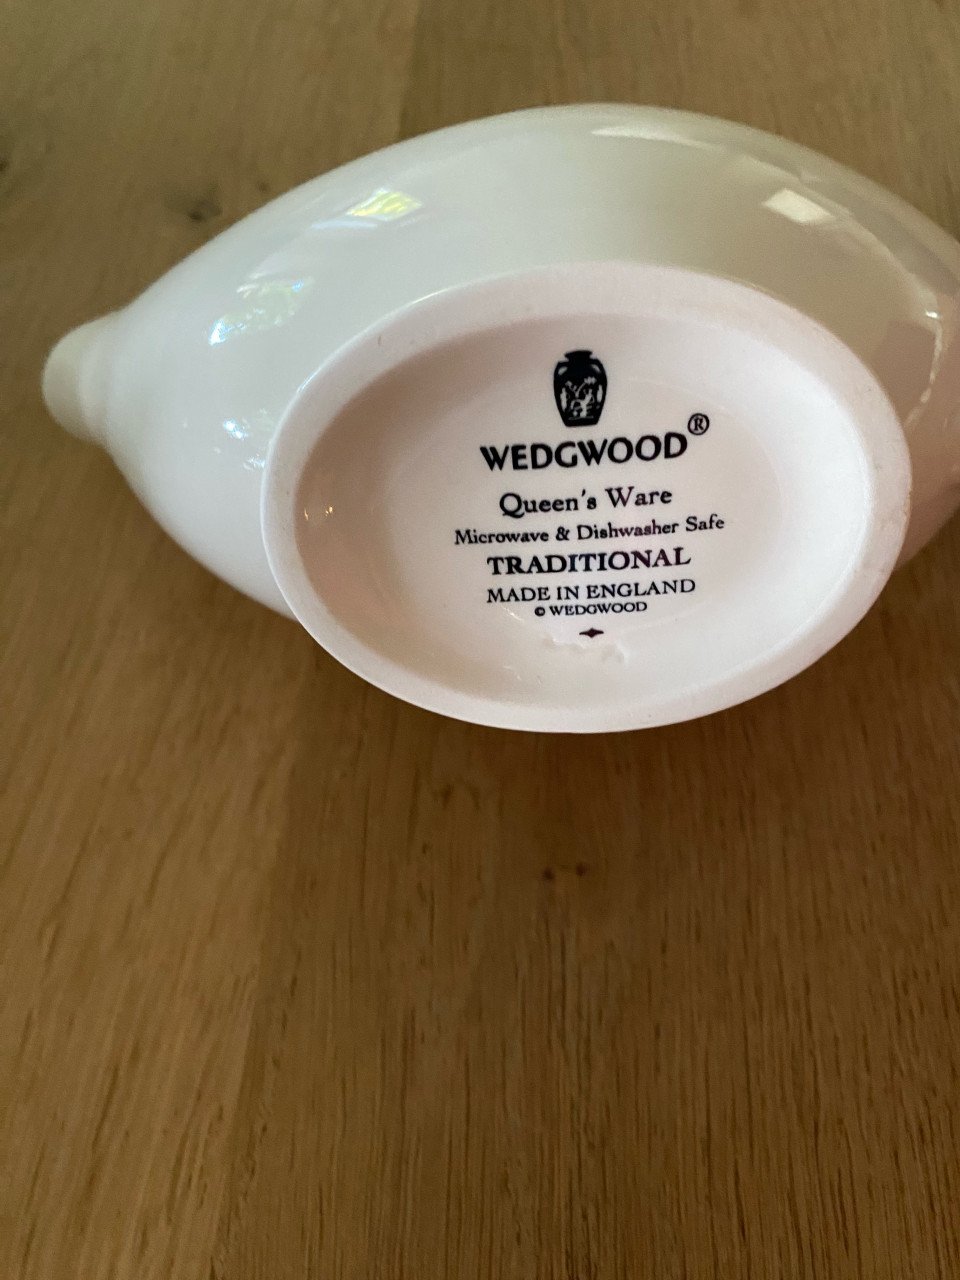 WEDGWOOD®
Queen's Ware
Microwave & Dishwasher Safe
TRADITIONAL
MADE IN ENGLAND
© WEDGWOOD